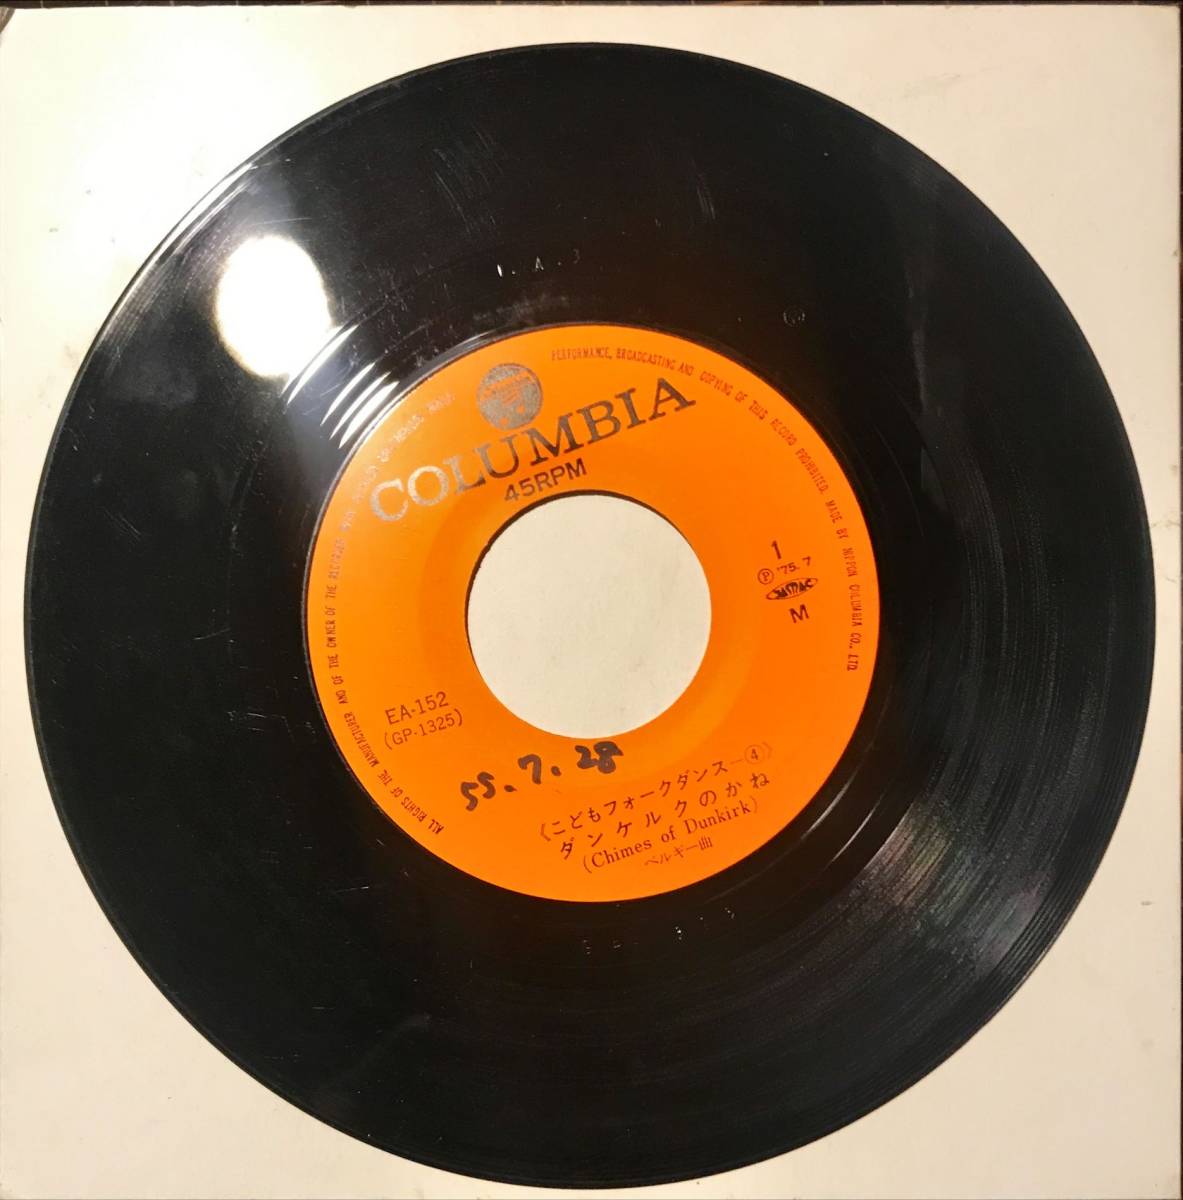 COLUMBIA
45RPM
1
Ⓟ '75.7
JASRAC
M
EA-152
(GP-1325)
55.7.28
《こどもフォークダンス—④》
ダンケルクのかね
(Chimes of Dunkirk)
ベルギー曲
ALL RIGHTS OF THE MANUFACTURER AND OF THE OWNER OF THE RECORDED
PERFORMANCE, BROADCASTING AND COPYING OF THIS RECORD PROHIBITED. MADE BY NIPPON COLUMBIA CO., LTD.